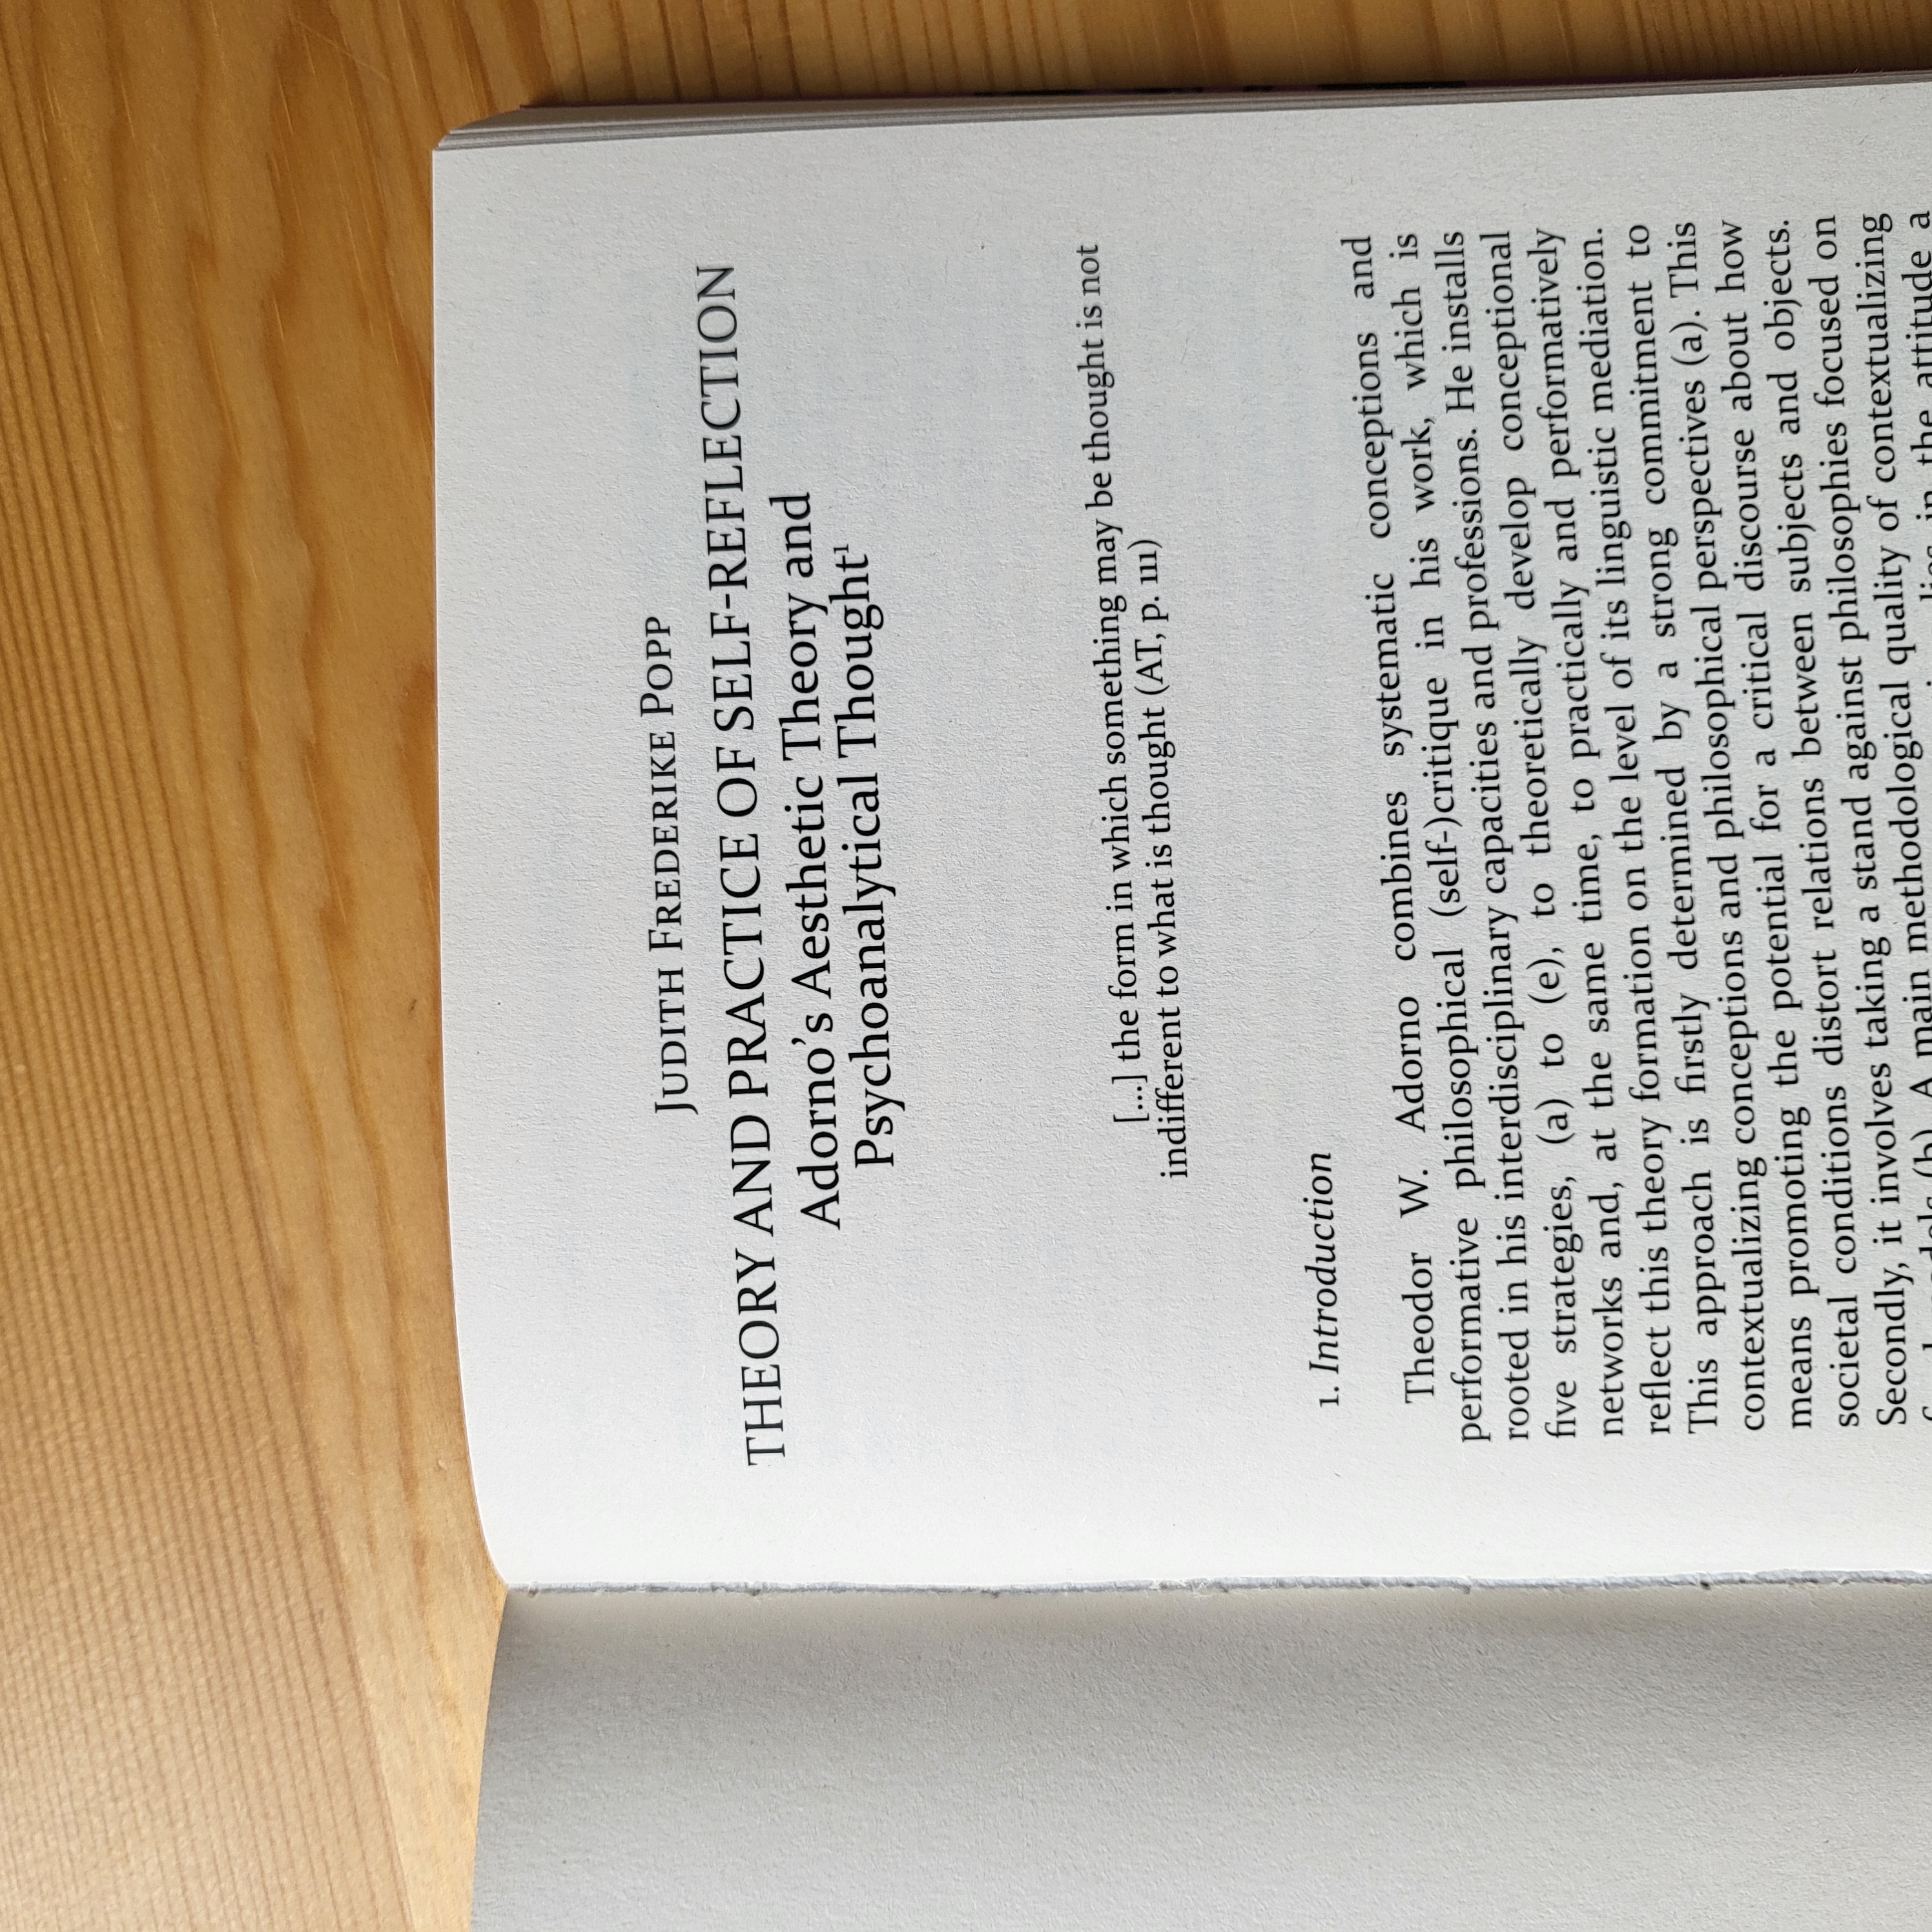 JUDITH FREDERIKE POPP
THEORY AND PRACTICE OF SELF-REFLECTION
Adorno's Aesthetic Theory and
Psychoanalytical Thought¹
[...] the form in which something may be thought is not
indifferent to what is thought (AT, p. 111)
1. Introduction
Theodor W. Adorno combines systematic conceptions and
performative philosophical (self-)critique in his work, which is
rooted in his interdisciplinary capacities and professions. He installs
five strategies, (a) to (e), to theoretically develop conceptional
networks and, at the same time, to practically and performatively
reflect this theory formation on the level of its linguistic mediation.
This approach is firstly determined by a strong commitment to
contextualizing conceptions and philosophical perspectives (a). This
means promoting the potential for a critical discourse about how
societal conditions distort relations between subjects and objects.
Secondly, it involves taking a stand against philosophies focused on
(b). A main methodological quality of contextualizing
in the attitude a